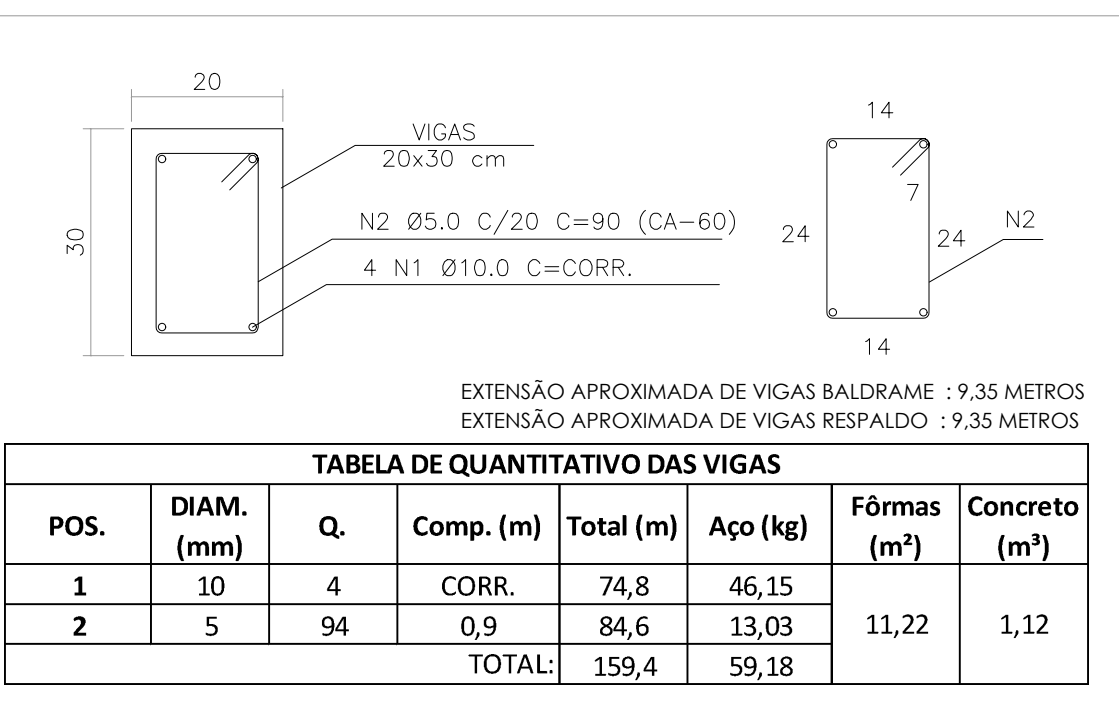 20
14
VIGAS
20x30 cm
7
N2 Ø5.0 C/20 C=90 (CA-60)
N2
30
24
24
4 N1 Ø10.0 C=CORR.
14
EXTENSÃO APROXIMADA DE VIGAS BALDRAME : 9,35 METROS
EXTENSÃO APROXIMADA DE VIGAS RESPALDO : 9,35 METROS
TABELA DE QUANTITATIVO DAS VIGAS
POS. DIAM. (mm) Q. Comp. (m) Total (m) Aço (kg) Fôrmas (m²) Concreto (m³)
1 10 4 CORR. 74,8 46,15
2 5 94 0,9 84,6 13,03 11,22 1,12
TOTAL: 159,4 59,18